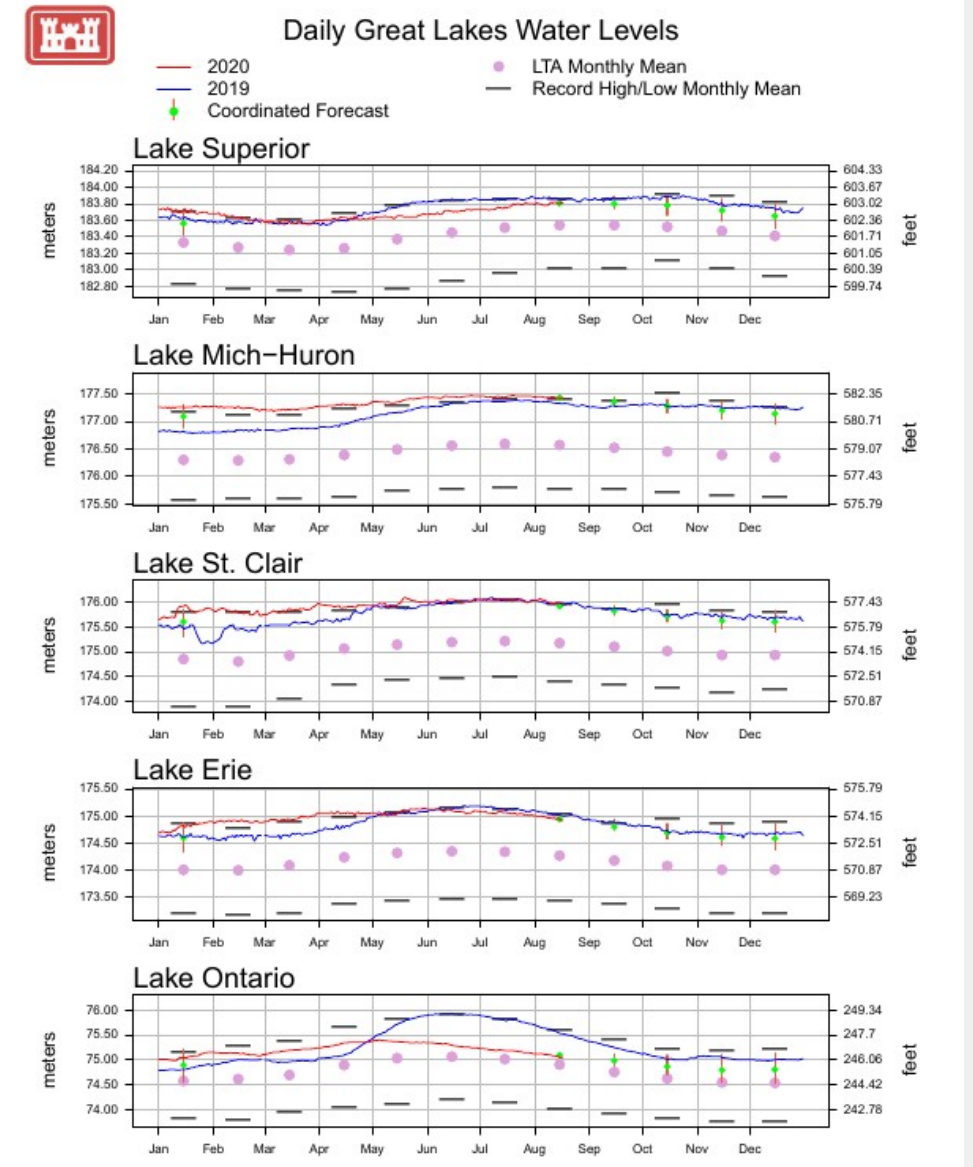 Daily Great Lakes Water Levels
2020
2019
Coordinated Forecast
LTA Monthly Mean
Record High/Low Monthly Mean
Lake Superior
meters
184.20
184.00
183.80
183.60
183.40
183.20
183.00
182.80
604.33
603.67
603.02
602.36
601.71
601.05
600.39
599.74
feet
Jan Feb Mar Apr May Jun Jul Aug Sep Oct Nov Dec
Lake Mich−Huron
meters
177.50
177.00
176.50
176.00
175.50
582.35
580.71
579.07
577.43
575.79
feet
Jan Feb Mar Apr May Jun Jul Aug Sep Oct Nov Dec
Lake St. Clair
meters
176.00
175.50
175.00
174.50
174.00
577.43
575.79
574.15
572.51
570.87
feet
Jan Feb Mar Apr May Jun Jul Aug Sep Oct Nov Dec
Lake Erie
meters
175.50
175.00
174.50
174.00
173.50
575.79
574.15
572.51
570.87
569.23
feet
Jan Feb Mar Apr May Jun Jul Aug Sep Oct Nov Dec
Lake Ontario
meters
76.00
75.50
75.00
74.50
74.00
249.34
247.7
246.06
244.42
242.78
feet
Jan Feb Mar Apr May Jun Jul Aug Sep Oct Nov Dec